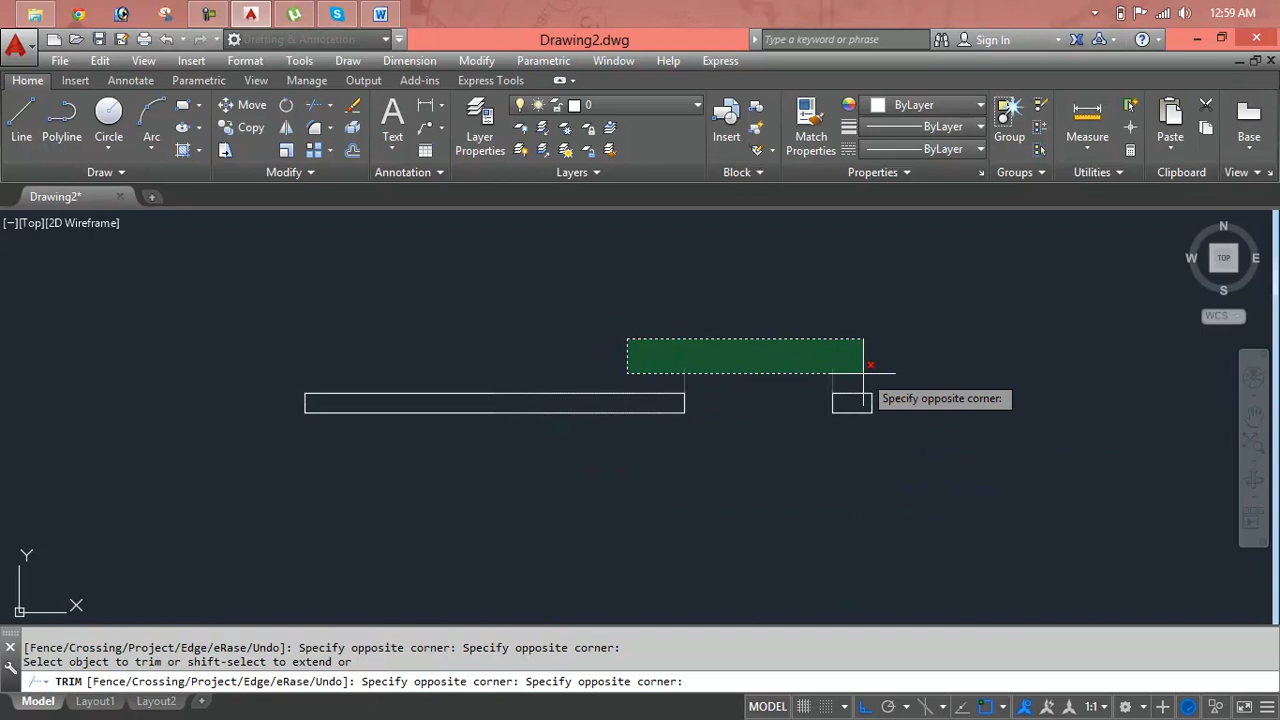 12:59 AM
Drafting & Annotation
Drawing2.dwg
Type a keyword or phrase
Sign In
File Edit View Insert Format Tools Draw Dimension Modify Parametric Window Help Express
Home Insert Annotate Parametric View Manage Output Add-ins Express Tools
Move
Copy
0
ByLayer
ByLayer
ByLayer
Line Polyline Circle Arc
Text
Layer
Properties
Insert
Match
Properties
Group
Measure
Paste
Base
Draw Modify Annotation Layers Block Properties Groups Utilities Clipboard View
Drawing2*
[−][Top][2D Wireframe]
N
W TOP E
S
WCS
Specify opposite corner:
Y
X
[Fence/Crossing/Project/Edge/eRase/Undo]: Specify opposite corner: Specify opposite corner:
Select object to trim or shift-select to extend or
TRIM [Fence/Crossing/Project/Edge/eRase/Undo]: Specify opposite corner: Specify opposite corner:
Model Layout1 Layout2
MODEL 1:1